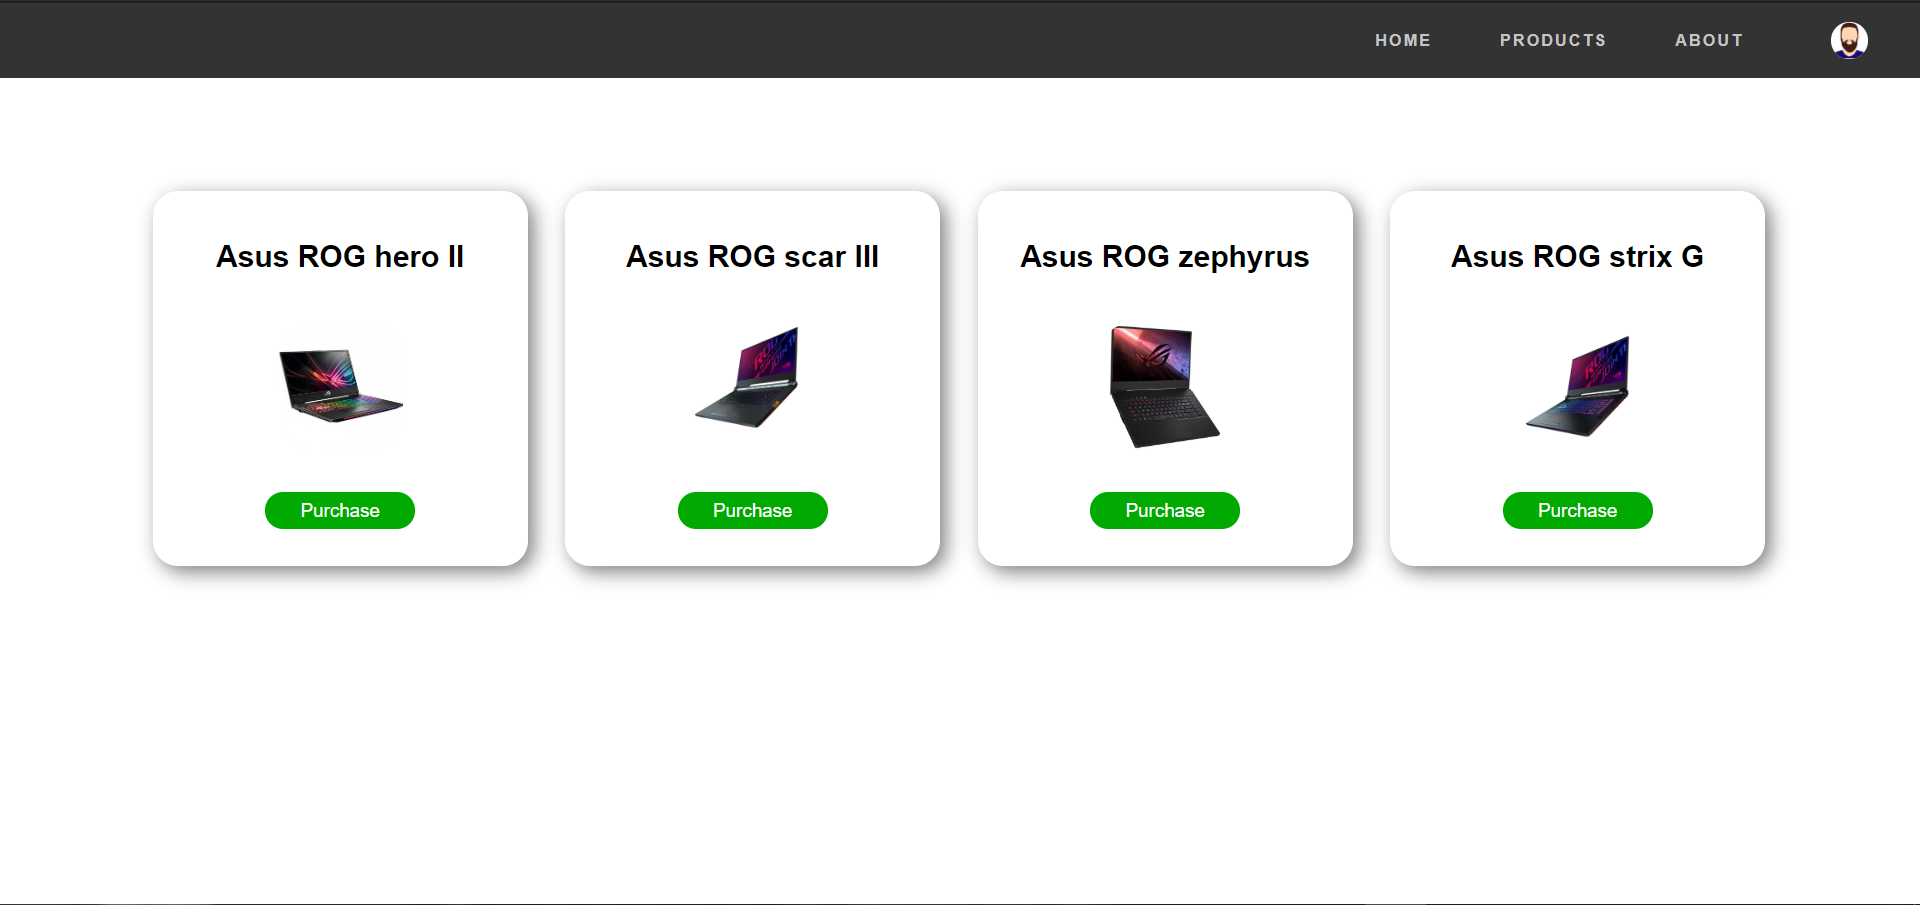 HOME PRODUCTS ABOUT
Asus ROG hero II
Asus ROG scar III
Asus ROG zephyrus
Asus ROG strix G
Purchase
Purchase
Purchase
Purchase